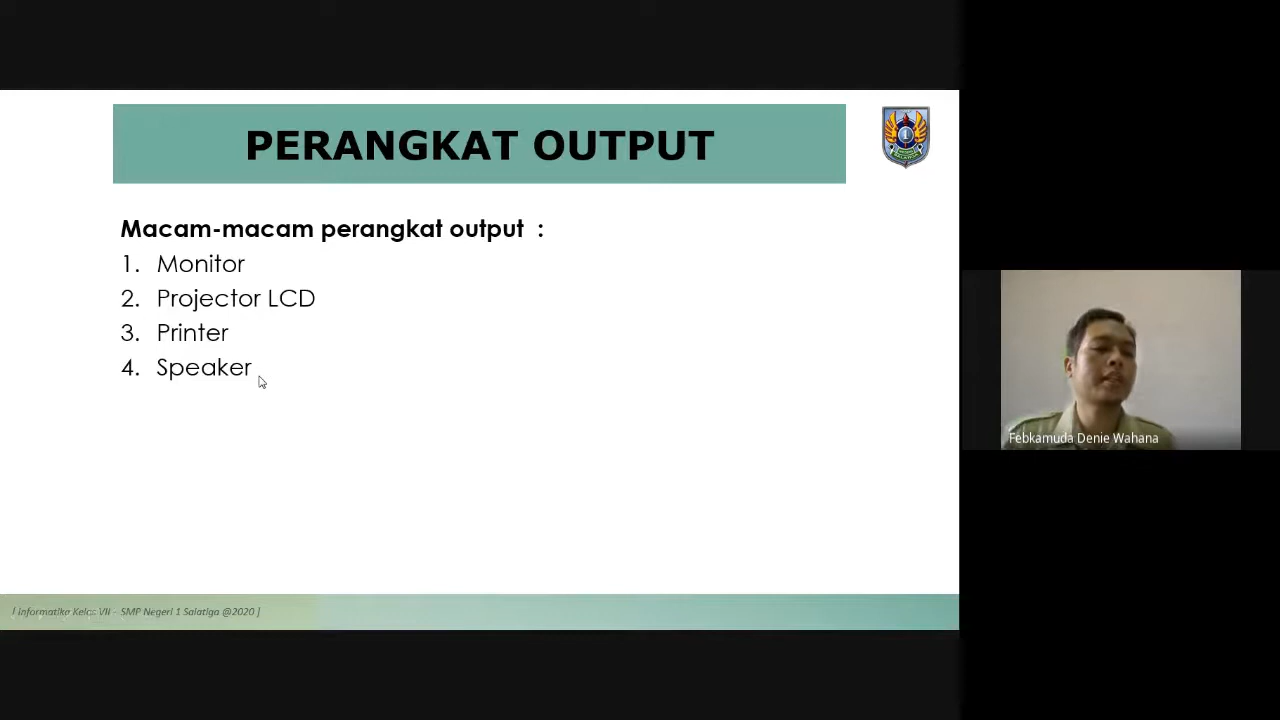 PERANGKAT OUTPUT
1
Macam-macam perangkat output :
1. Monitor
2. Projector LCD
3. Printer
4. Speaker
Febkamuda Denie Wahana
[ Informatika Kelas VII - SMP Negeri 1 Salatiga @2020 ]